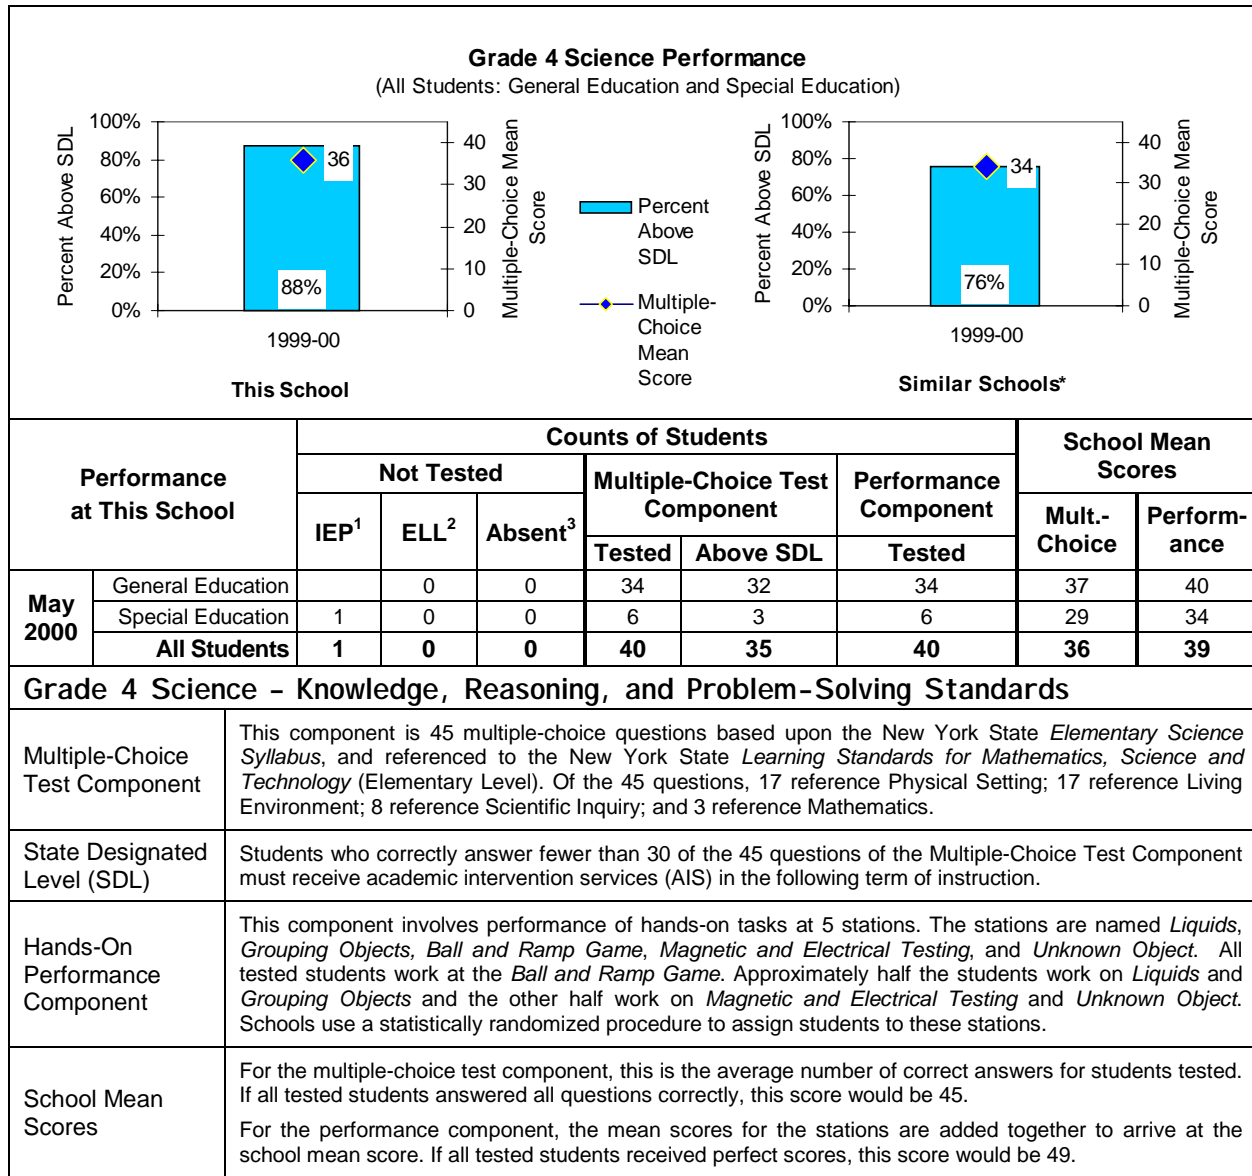 Grade 4 Science Performance
(All Students: General Education and Special Education)
Percent Above SDL
100%
80%
60%
40%
20%
0%
36
88%
1999-00
40
30
20
10
0
Multiple-Choice Mean
Score
This School
Percent
Above
SDL
Multiple-
Choice
Mean
Score
Percent Above SDL
100%
80%
60%
40%
20%
0%
34
76%
1999-00
40
30
20
10
0
Multiple-Choice Mean
Score
Similar Schools*
Performance
at This School
Counts of Students
School Mean
Scores
Not Tested
Multiple-Choice Test
Component
Performance
Component
IEP1 ELL2 Absent3
Tested Above SDL Tested
Mult.-
Choice
Perform-
ance
May
2000
General Education 0 0 34 32 34 37 40
Special Education 1 0 0 6 3 6 29 34
All Students 1 0 0 40 35 40 36 39
Grade 4 Science – Knowledge, Reasoning, and Problem-Solving Standards
Multiple-Choice
Test Component
This component is 45 multiple-choice questions based upon the New York State Elementary Science
Syllabus, and referenced to the New York State Learning Standards for Mathematics, Science and
Technology (Elementary Level). Of the 45 questions, 17 reference Physical Setting; 17 reference Living
Environment; 8 reference Scientific Inquiry; and 3 reference Mathematics.
State Designated
Level (SDL)
Students who correctly answer fewer than 30 of the 45 questions of the Multiple-Choice Test Component
must receive academic intervention services (AIS) in the following term of instruction.
Hands-On
Performance
Component
This component involves performance of hands-on tasks at 5 stations. The stations are named Liquids,
Grouping Objects, Ball and Ramp Game, Magnetic and Electrical Testing, and Unknown Object. All
tested students work at the Ball and Ramp Game. Approximately half the students work on Liquids and
Grouping Objects and the other half work on Magnetic and Electrical Testing and Unknown Object.
Schools use a statistically randomized procedure to assign students to these stations.
School Mean
Scores
For the multiple-choice test component, this is the average number of correct answers for students tested.
If all tested students answered all questions correctly, this score would be 45.
For the performance component, the mean scores for the stations are added together to arrive at the
school mean score. If all tested students received perfect scores, this score would be 49.